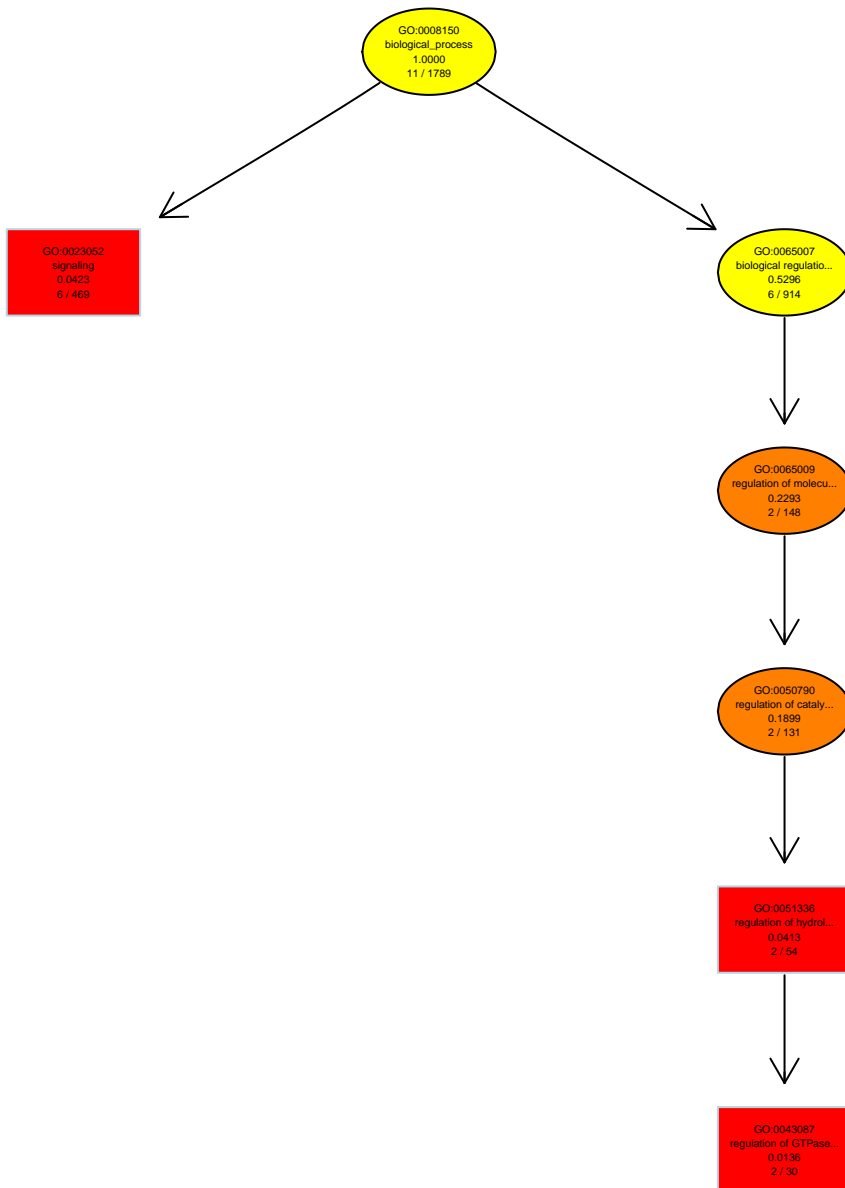 GO:0008150
biological_process
1.0000
11 / 1789
GO:0023052
signaling
0.0423
6 / 469
GO:0065007
biological regulatio...
0.5296
6 / 914
GO:0065009
regulation of molecu...
0.2293
2 / 148
GO:0050790
regulation of cataly...
0.1899
2 / 131
GO:0051336
regulation of hydrol...
0.0413
2 / 54
GO:0043087
regulation of GTPase...
0.0136
2 / 30